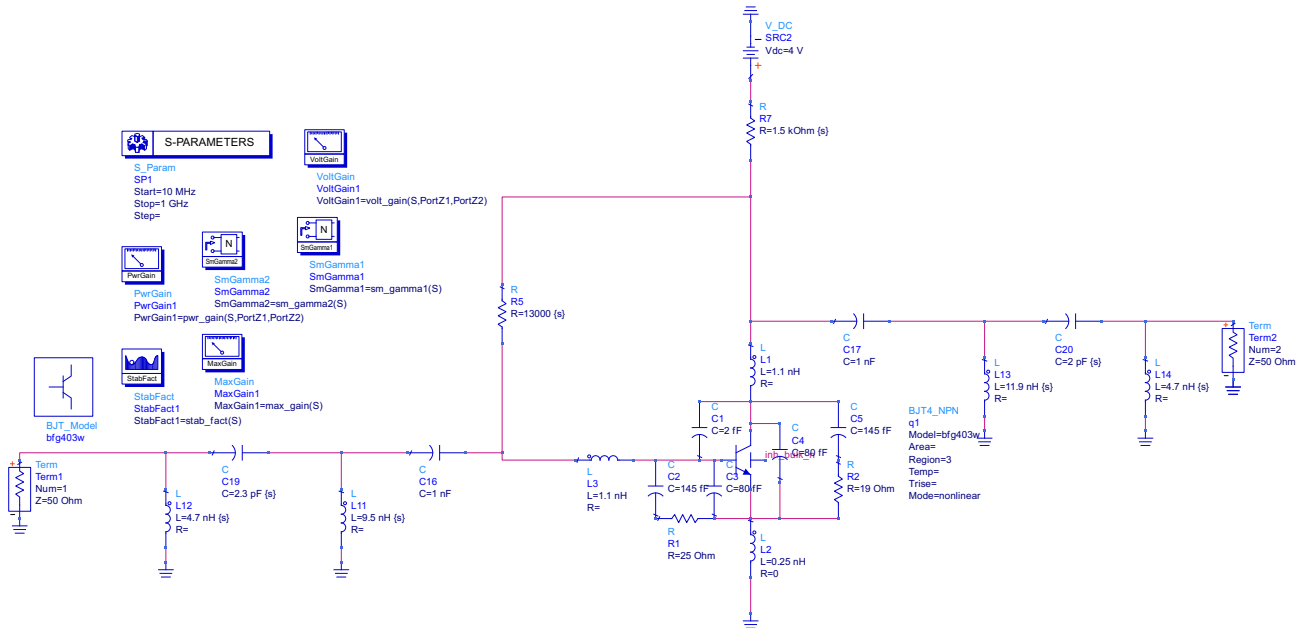 V_DC
SRC2
Vdc=4 V
R
R7
R=1.5 kOhm {s}
S-PARAMETERS
S_Param
SP1
Start=10 MHz
Stop=1 GHz
Step=
VoltGain
VoltGain
VoltGain1
VoltGain1=volt_gain(S,PortZ1,PortZ2)
N
SmGamma2
SmGamma2
SmGamma2
SmGamma2=sm_gamma2(S)
N
SmGamma1
SmGamma1
SmGamma1
SmGamma1=sm_gamma1(S)
PwrGain
PwrGain
PwrGain1
PwrGain1=pwr_gain(S,PortZ1,PortZ2)
MaxGain
MaxGain
MaxGain1
MaxGain1=max_gain(S)
StabFact
StabFact
StabFact1
StabFact1=stab_fact(S)
BJT_Model
bfg403w
R
R5
R=13000 {s}
Term
Term1
Num=1
Z=50 Ohm
L
L12
L=4.7 nH {s}
R=
C
C19
C=2.3 pF {s}
L
L11
L=9.5 nH {s}
R=
C
C16
C=1 nF
L
L3
L=1.1 nH
R=
L
L1
L=1.1 nH
R=
C
C1
C=2 fF
C
C2
C=145 fF
C
C3
C=80 fF
C
C4
C=80 fF
C
C5
C=145 fF
R
R2
R=19 Ohm
R
R1
R=25 Ohm
L
L2
L=0.25 nH
R=0
BJT4_NPN
q1
Model=bfg403w
Area=
Region=3
Temp=
Trise=
Mode=nonlinear
C
C17
C=1 nF
L
L13
L=11.9 nH {s}
R=
C
C20
C=2 pF {s}
L
L14
L=4.7 nH {s}
R=
Term
Term2
Num=2
Z=50 Ohm